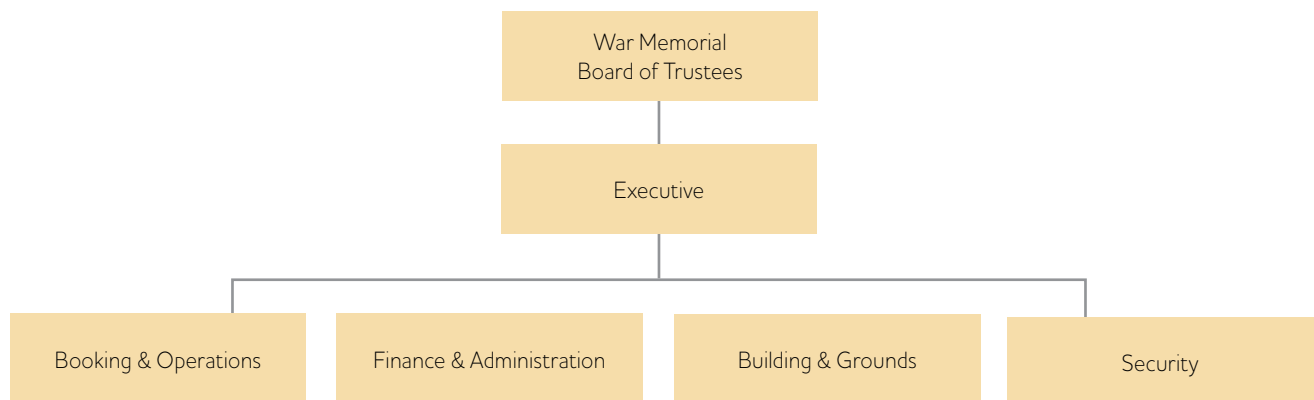 War Memorial
Board of Trustees
Executive
Booking & Operations
Finance & Administration
Building & Grounds
Security